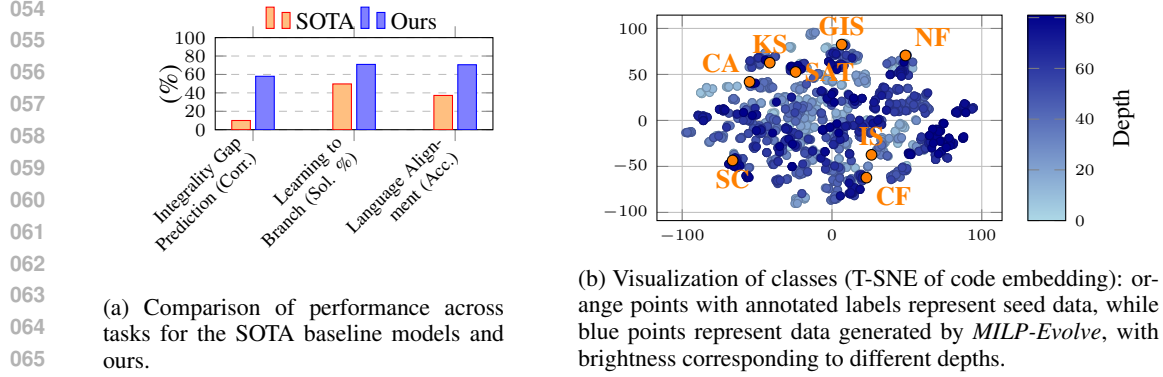 054
055
056
057
058
059
060
061
062
063
064
065
SOTA Ours
100
80
60
40
20
0
(%)
Integrality Gap
Prediction (Corr.)
Learning to
Branch (Sol. %)
Language Align-
ment (Acc.)
(a) Comparison of performance across
tasks for the SOTA baseline models and
ours.
100
50
0
−50
−100
−100 0 100
GIS
NF
KS
CA
SAT
IS
SC
CF
80
60
40
20
0
Depth
(b) Visualization of classes (T-SNE of code embedding): or-
ange points with annotated labels represent seed data, while
blue points represent data generated by MILP-Evolve, with
brightness corresponding to different depths.